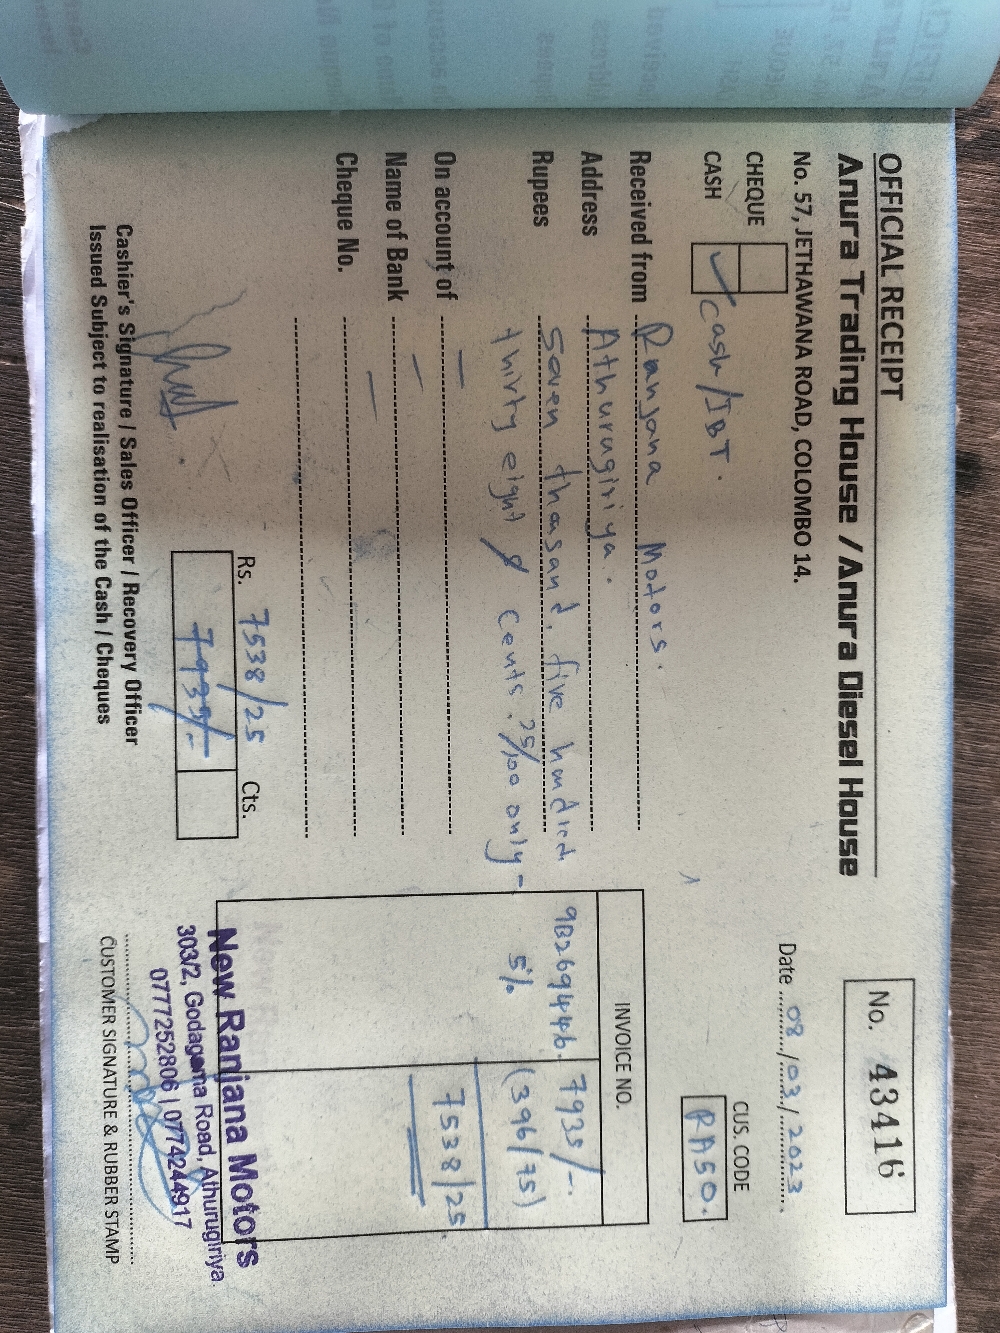 OFFICIAL RECEIPT
Anura Trading House / Anura Diesel House
No. 57, JETHAWANA ROAD, COLOMBO 14.
No. 43416
Date 08/03/2023
CHEQUE
CASH ✓ cash/IBT.
CUS. CODE
RA50.
Received from Ranjana Motors.
Address Athurugiriya.
Rupees Seven thousand, five hundred
thirty eight & cents 25/100 only -
On account of —
Name of Bank —
Cheque No. —
INVOICE NO.
9B269446. 7935/-.
5% (396/75)
7538/25
Rs. 7538/25 Cts.
7935/-
Cashier's Signature / Sales Officer / Recovery Officer
Issued Subject to realisation of the Cash / Cheques
New Ranjana Motors
303/2, Godagama Road, Athurugiriya.
0777252806 | 0774244917
CUSTOMER SIGNATURE & RUBBER STAMP